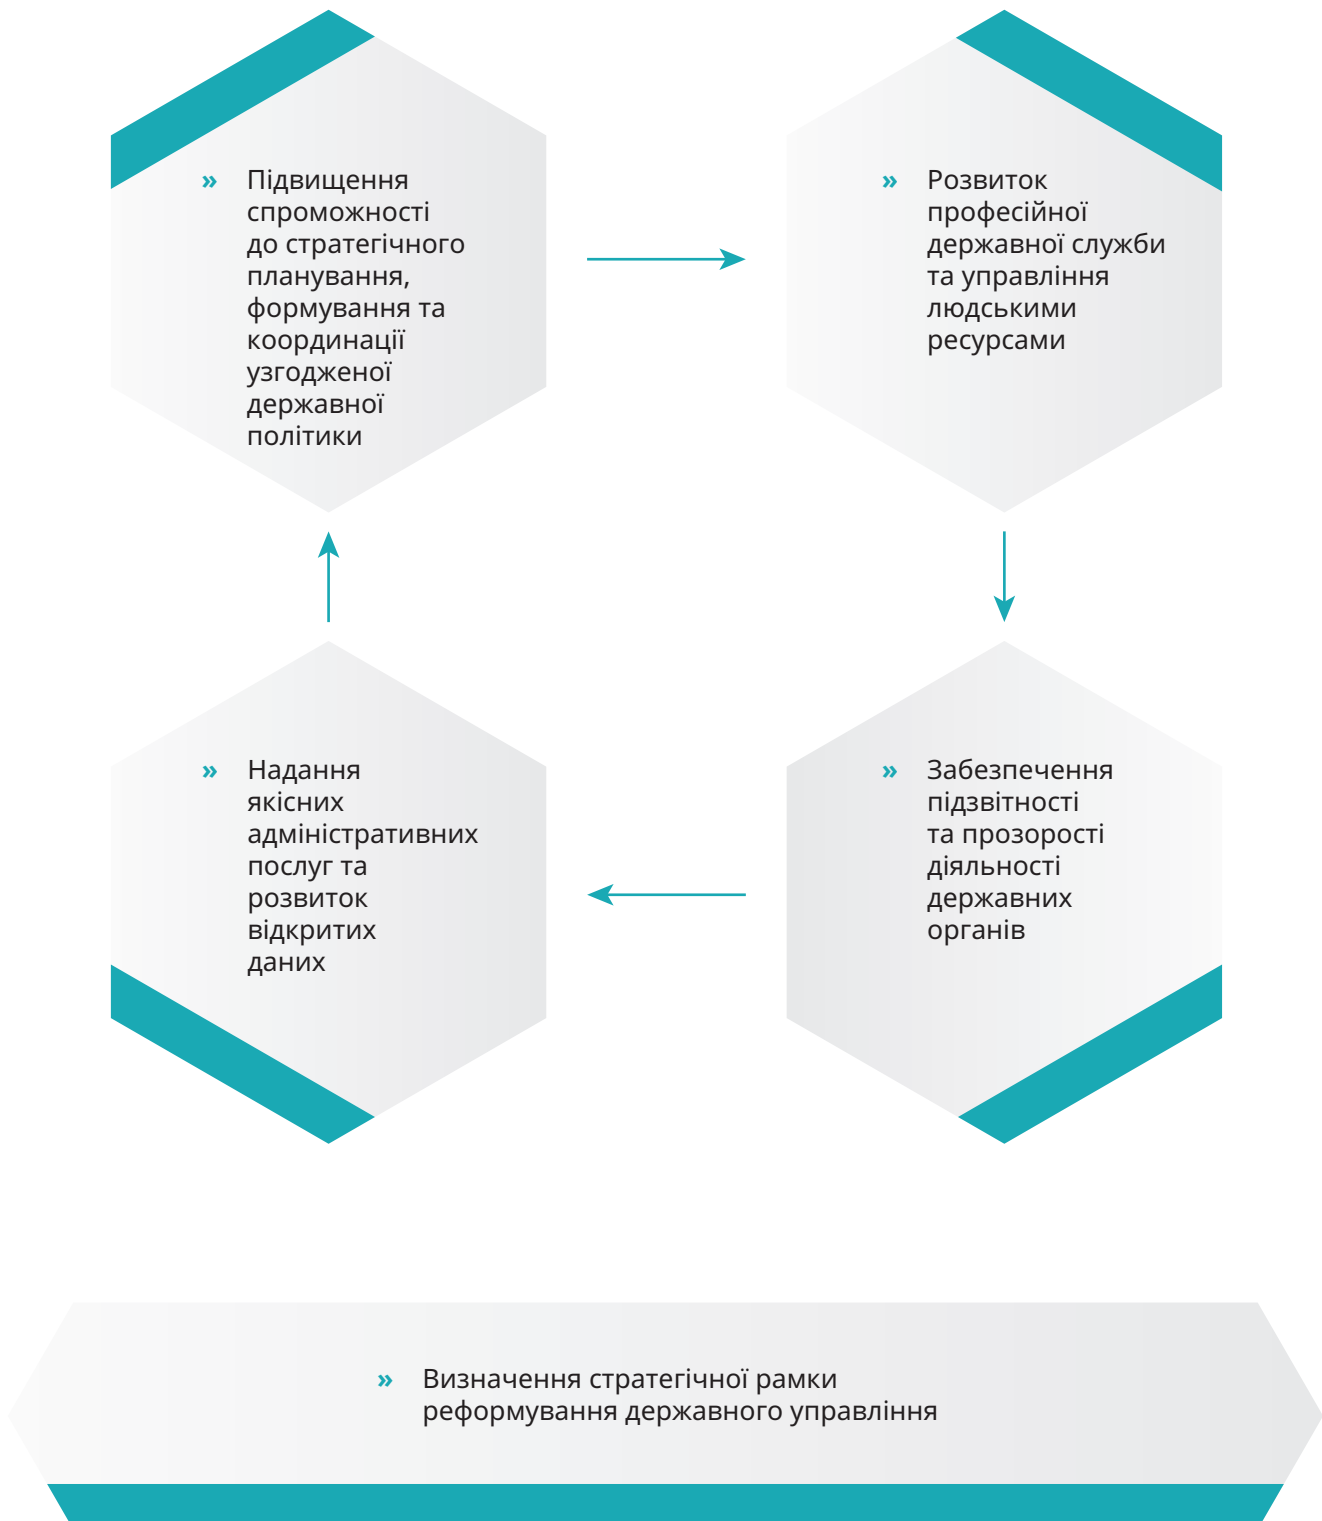 » Підвищення
спроможності
до стратегічного
планування,
формування та
координації
узгодженої
державної
політики
» Розвиток
професійної
державної служби
та управління
людськими
ресурсами
» Надання
якісних
адміністративних
послуг та
розвиток
відкритих
даних
» Забезпечення
підзвітності
та прозорості
діяльності
державних
органів
» Визначення стратегічної рамки
реформування державного управління